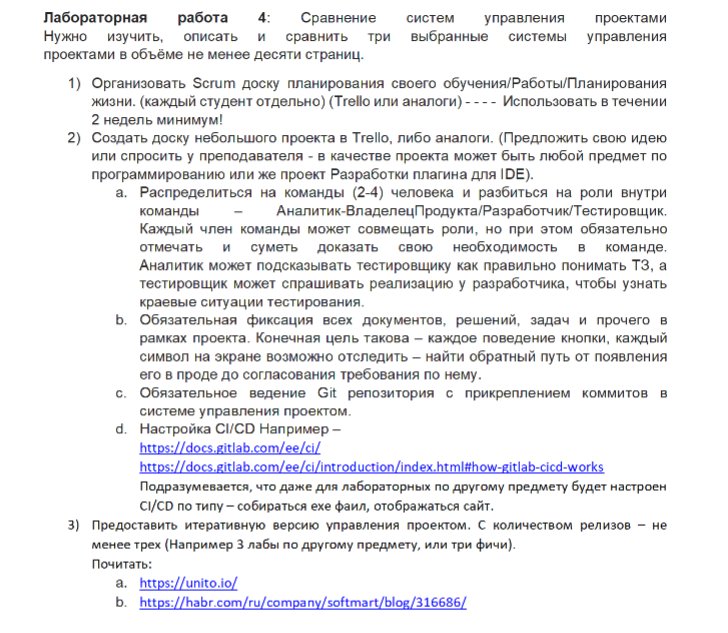 Лабораторная работа 4: Сравнение систем управления проектами
Нужно изучить, описать и сравнить три выбранные системы управления
проектами в объёме не менее десяти страниц.
1) Организовать Scrum доску планирования своего обучения/Работы/Планирования
жизни. (каждый студент отдельно) (Trello или аналоги) - - - - Использовать в течении
2 недель минимум!
2) Создать доску небольшого проекта в Trello, либо аналоги. (Предложить свою идею
или спросить у преподавателя - в качестве проекта может быть любой предмет по
программированию или же проект Разработки плагина для IDE).
a. Распределиться на команды (2-4) человека и разбиться на роли внутри
команды – Аналитик-ВладелецПродукта/Разработчик/Тестировщик.
Каждый член команды может совмещать роли, но при этом обязательно
отмечать и суметь доказать свою необходимость в команде.
Аналитик может подсказывать тестировщику как правильно понимать ТЗ, а
тестировщик может спрашивать реализацию у разработчика, чтобы узнать
краевые ситуации тестирования.
b. Обязательная фиксация всех документов, решений, задач и прочего в
рамках проекта. Конечная цель такова – каждое поведение кнопки, каждый
символ на экране возможно отследить – найти обратный путь от появления
его в проде до согласования требования по нему.
c. Обязательное ведение Git репозитория с прикреплением коммитов в
системе управления проектом.
d. Настройка CI/CD Например –
https://docs.gitlab.com/ee/ci/
https://docs.gitlab.com/ee/ci/introduction/index.html#how-gitlab-cicd-works
Подразумевается, что даже для лабораторных по другому предмету будет настроен
CI/CD по типу – собираться exe фаил, отображаться сайт.
3) Предоставить итеративную версию управления проектом. С количеством релизов – не
менее трех (Например 3 лабы по другому предмету, или три фичи).
Почитать:
a. https://unito.io/
b. https://habr.com/ru/company/softmart/blog/316686/